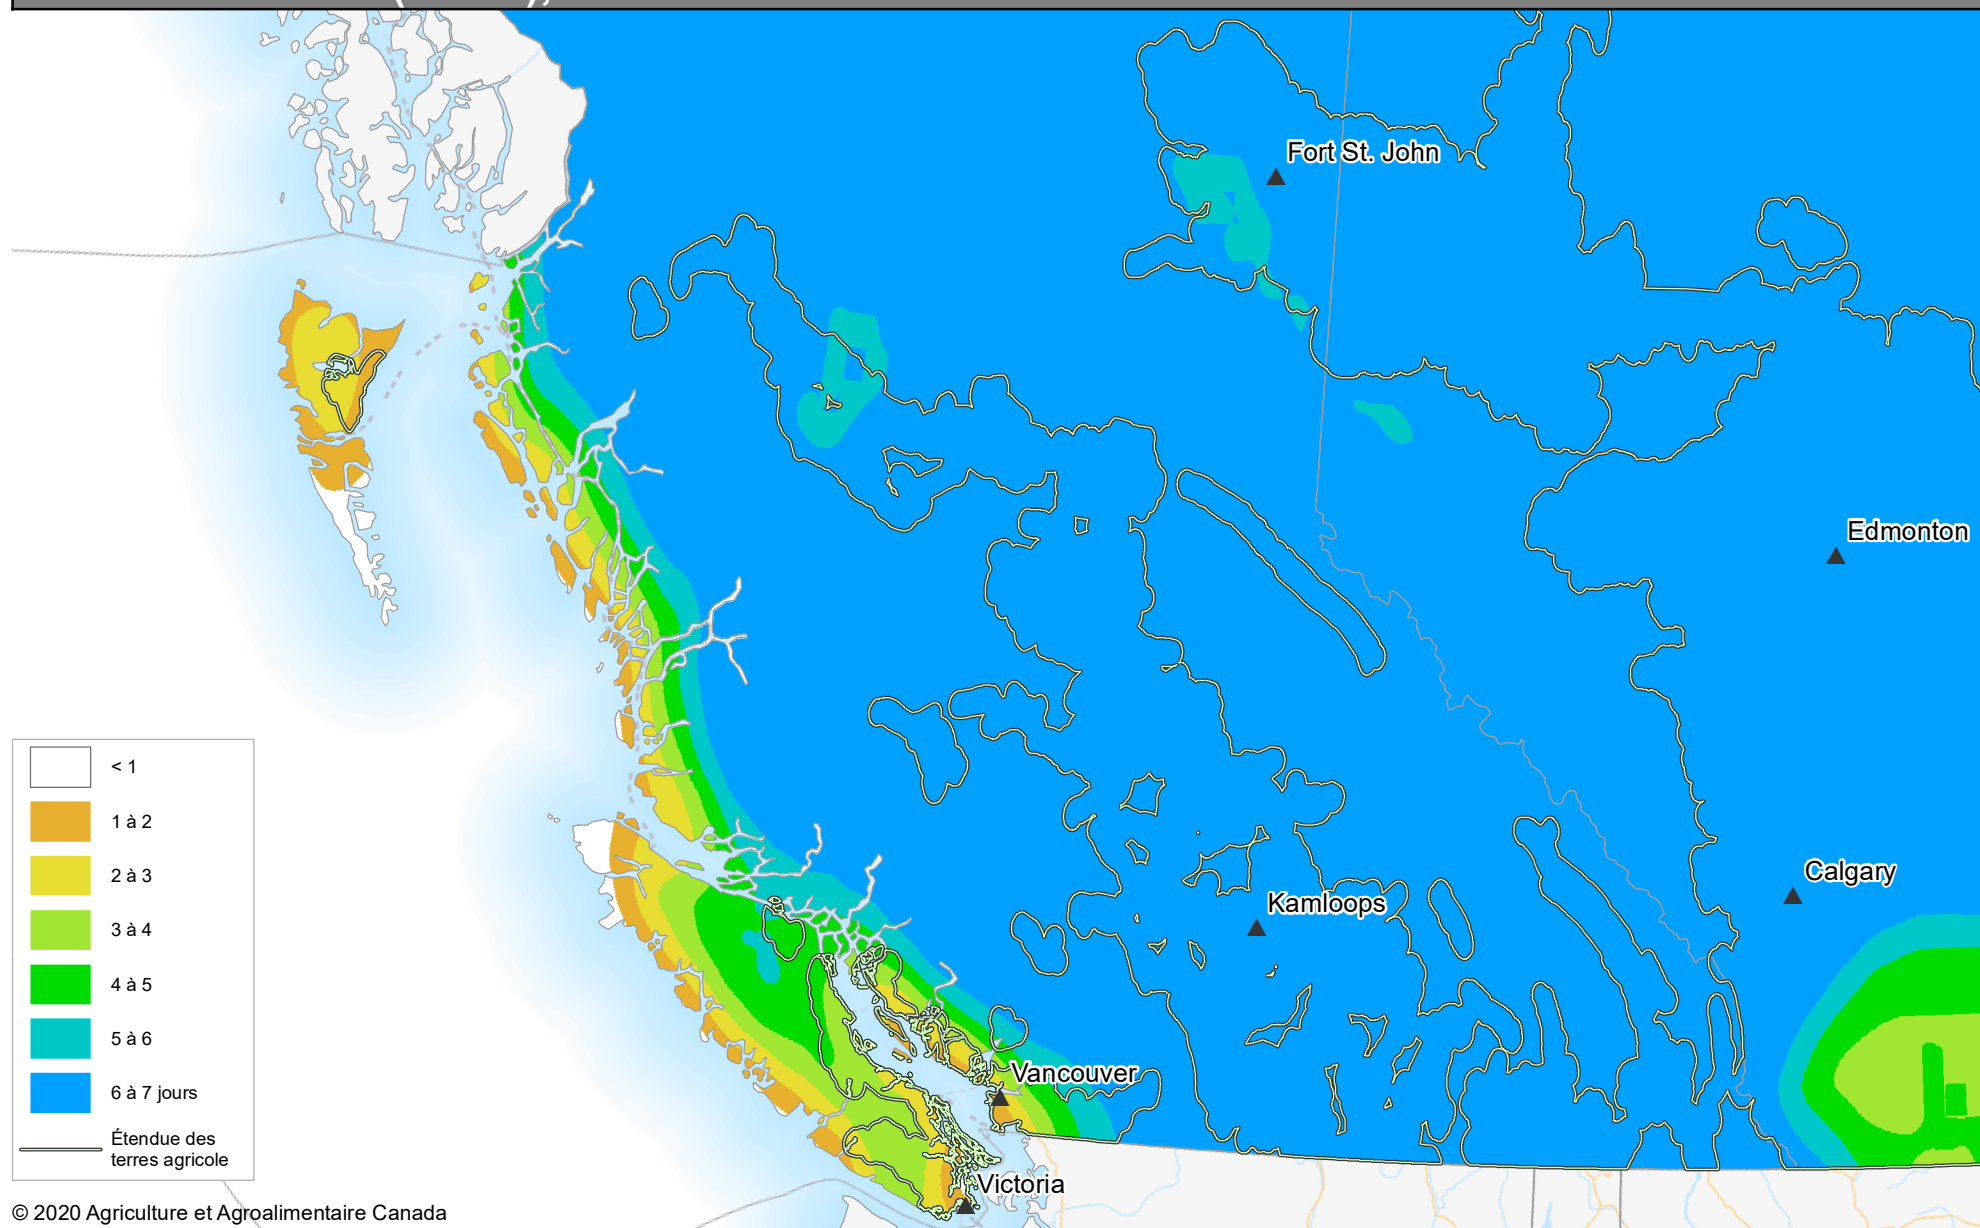 Fort St. John
Edmonton
Calgary
Kamloops
Vancouver
Victoria
< 1
1 à 2
2 à 3
3 à 4
4 à 5
5 à 6
6 à 7 jours
Étendue des
terres agricole
© 2020 Agriculture et Agroalimentaire Canada